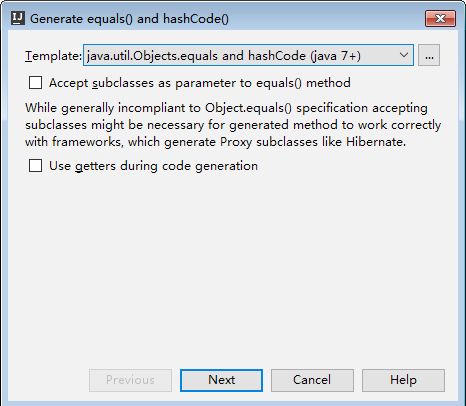 IJ Generate equals() and hashCode()
Template: java.util.Objects.equals and hashCode (java 7+) ...
Accept subclasses as parameter to equals() method
While generally incompliant to Object.equals() specification accepting
subclasses might be necessary for generated method to work correctly
with frameworks, which generate Proxy subclasses like Hibernate.
Use getters during code generation
Previous Next Cancel Help